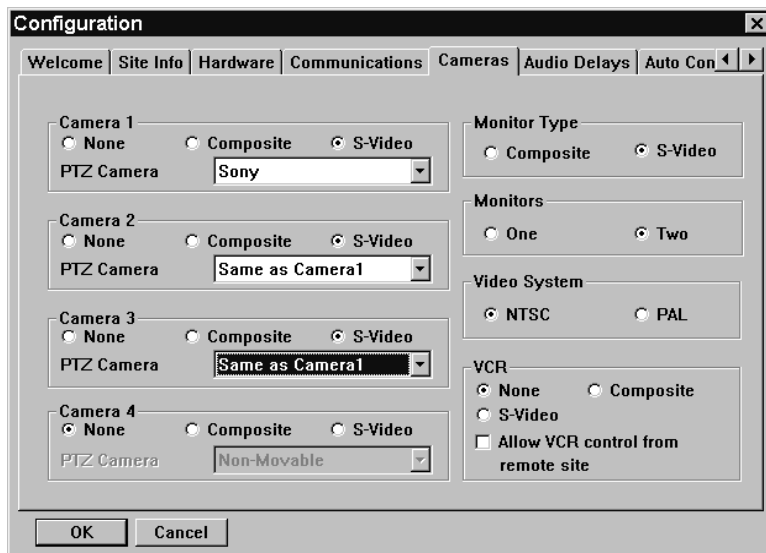 Configuration
Welcome Site Info Hardware Communications Cameras Audio Delays Auto Con
Camera 1
None Composite S-Video
PTZ Camera Sony
Camera 2
None Composite S-Video
PTZ Camera Same as Camera1
Camera 3
None Composite S-Video
PTZ Camera Same as Camera1
Camera 4
None Composite S-Video
PTZ Camera Non-Movable
Monitor Type
Composite S-Video
Monitors
One Two
Video System
NTSC PAL
VCR
None Composite
S-Video
Allow VCR control from
remote site
OK Cancel